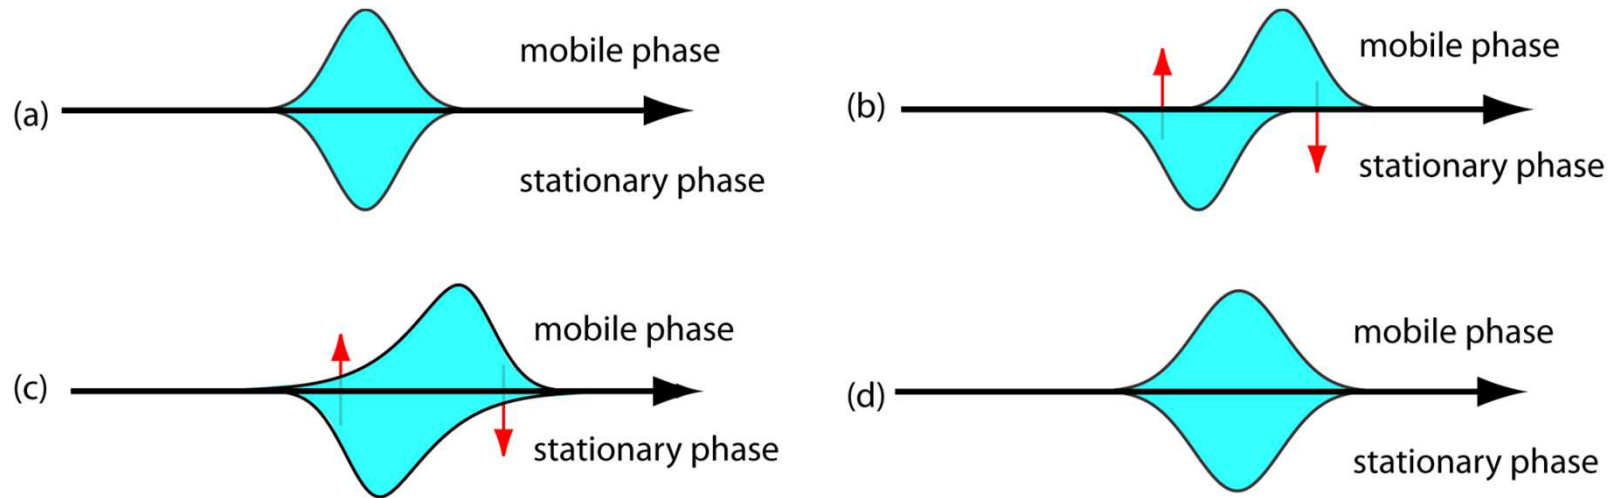 (a)
mobile phase
stationary phase
(b)
mobile phase
stationary phase
(c)
mobile phase
stationary phase
(d)
mobile phase
stationary phase